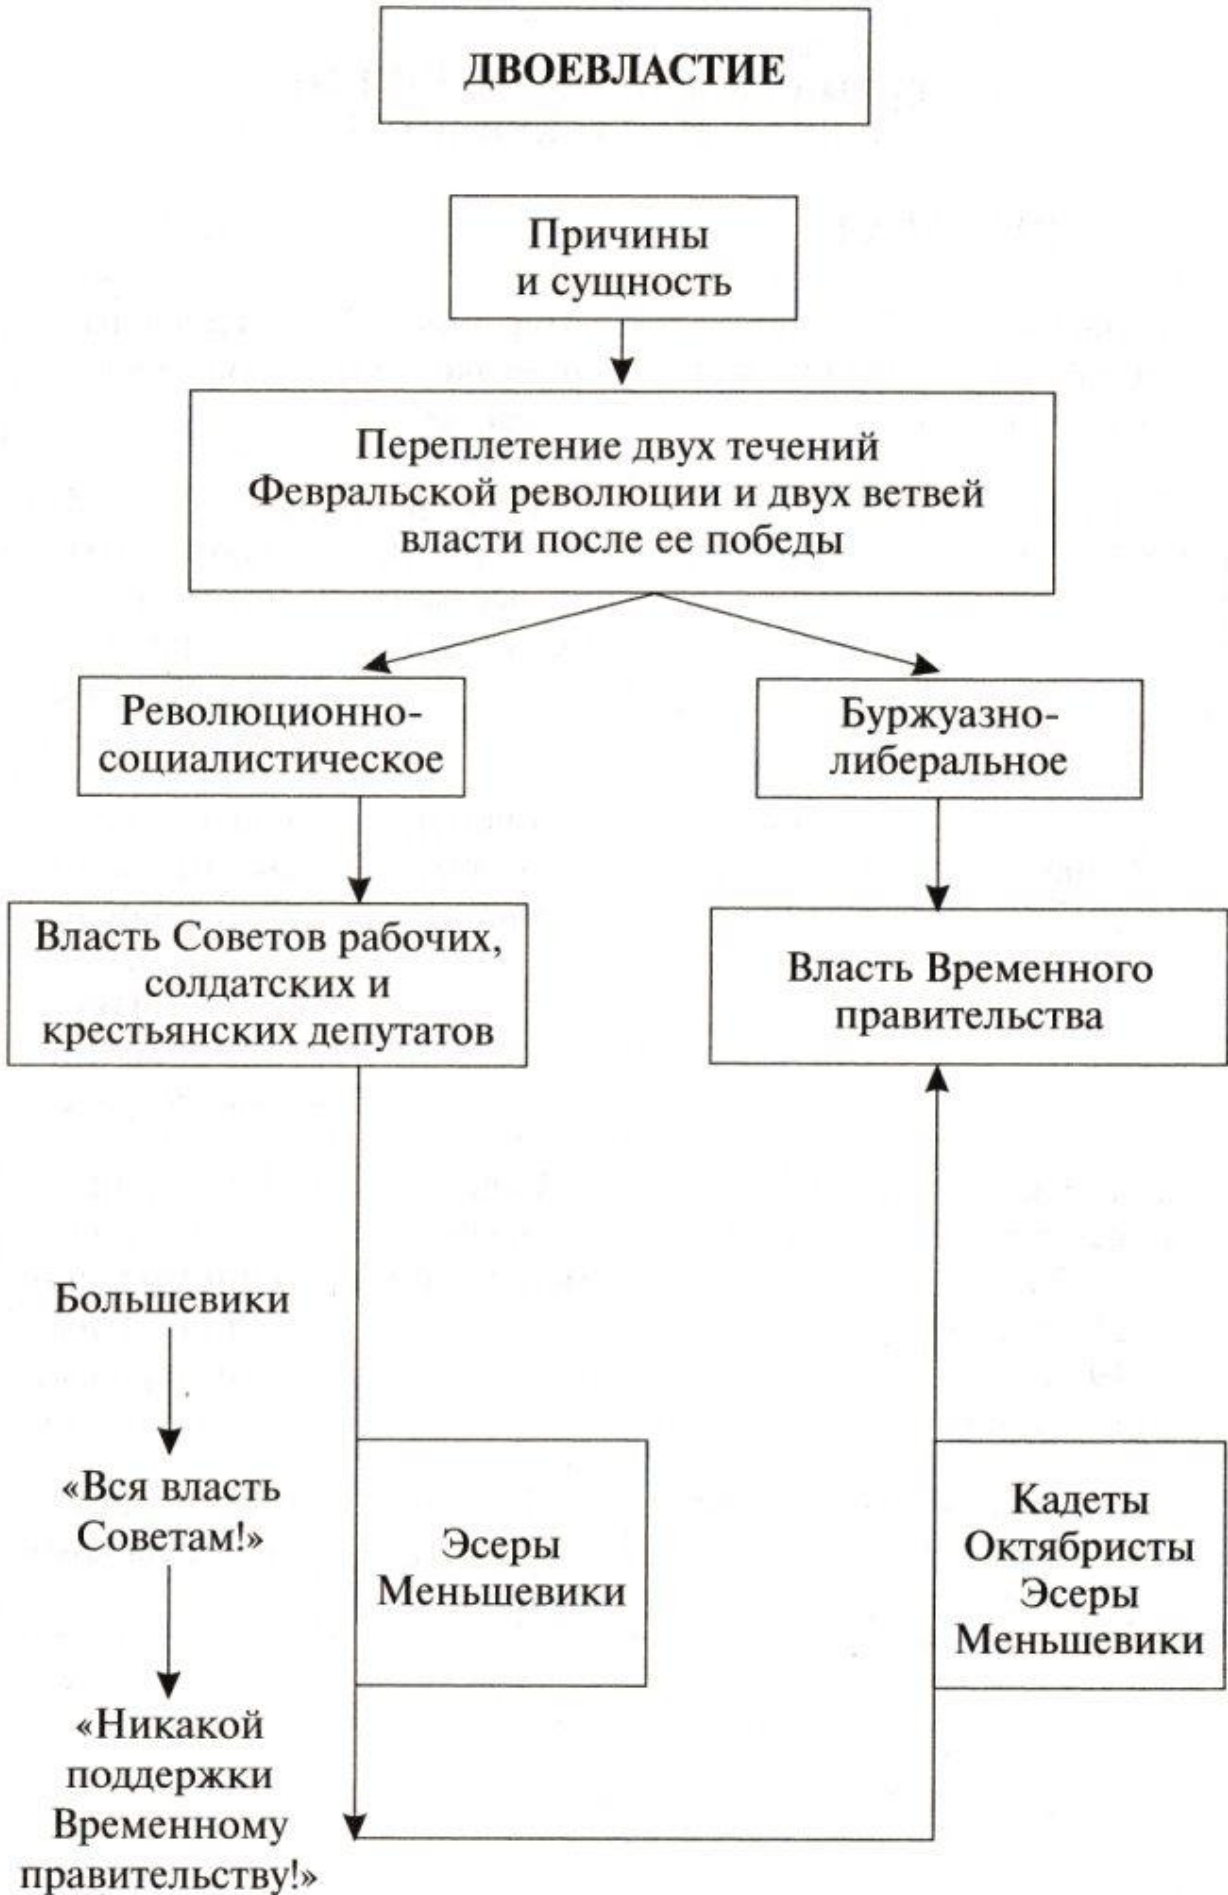 ДВОЕВЛАСТИЕ
Причины
и сущность
Переплетение двух течений
Февральской революции и двух ветвей
власти после ее победы
Революционно-
социалистическое
Буржуазно-
либеральное
Власть Советов рабочих,
солдатских и
крестьянских депутатов
Власть Временного
правительства
Большевики
«Вся власть
Советам!»
«Никакой
поддержки
Временному
правительству!»
Эсеры
Меньшевики
Кадеты
Октябристы
Эсеры
Меньшевики